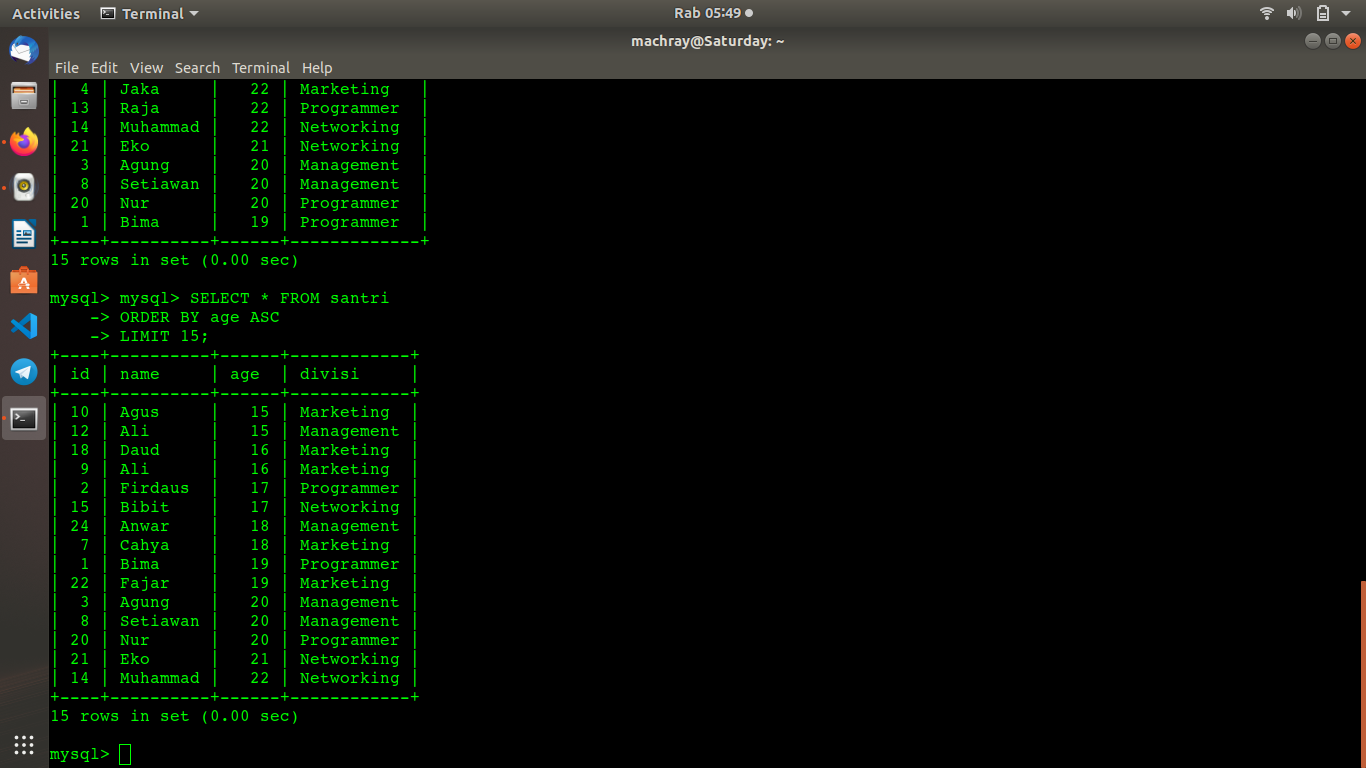 Activities Terminal Rab 05:49
machray@Saturday: ~
File Edit View Search Terminal Help
| 4 | Jaka | 22 | Marketing |
| 13 | Raja | 22 | Programmer |
| 14 | Muhammad | 22 | Networking |
| 21 | Eko | 21 | Networking |
| 3 | Agung | 20 | Management |
| 8 | Setiawan | 20 | Management |
| 20 | Nur | 20 | Programmer |
| 1 | Bima | 19 | Programmer |
+----+----------+------+-------------+
15 rows in set (0.00 sec)
mysql> mysql> SELECT * FROM santri
-> ORDER BY age ASC
-> LIMIT 15;
+----+----------+------+------------+
| id | name | age | divisi |
+----+----------+------+------------+
| 10 | Agus | 15 | Marketing |
| 12 | Ali | 15 | Management |
| 18 | Daud | 16 | Marketing |
| 9 | Ali | 16 | Marketing |
| 2 | Firdaus | 17 | Programmer |
| 15 | Bibit | 17 | Networking |
| 24 | Anwar | 18 | Management |
| 7 | Cahya | 18 | Marketing |
| 1 | Bima | 19 | Programmer |
| 22 | Fajar | 19 | Marketing |
| 3 | Agung | 20 | Management |
| 8 | Setiawan | 20 | Management |
| 20 | Nur | 20 | Programmer |
| 21 | Eko | 21 | Networking |
| 14 | Muhammad | 22 | Networking |
+----+----------+------+------------+
15 rows in set (0.00 sec)
mysql>